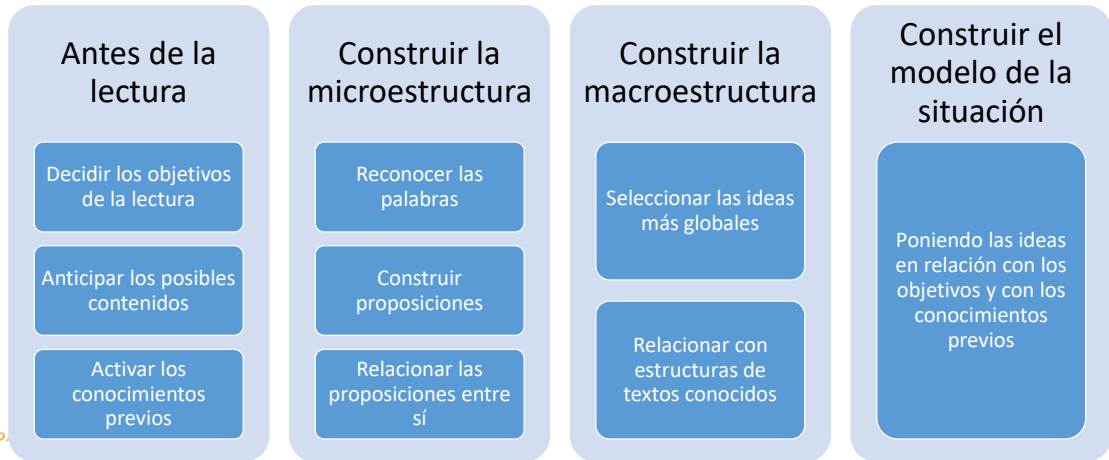 Antes de la
lectura
Decidir los objetivos
de la lectura
Anticipar los posibles
contenidos
Activar los
conocimientos
previos
Construir la
microestructura
Reconocer las
palabras
Construir
proposiciones
Relacionar las
proposiciones entre
sí
Construir la
macroestructura
Seleccionar las ideas
más globales
Relacionar con
estructuras de
textos conocidos
Construir el
modelo de la
situación
Poniendo las ideas
en relación con los
objetivos y con los
conocimientos
previos